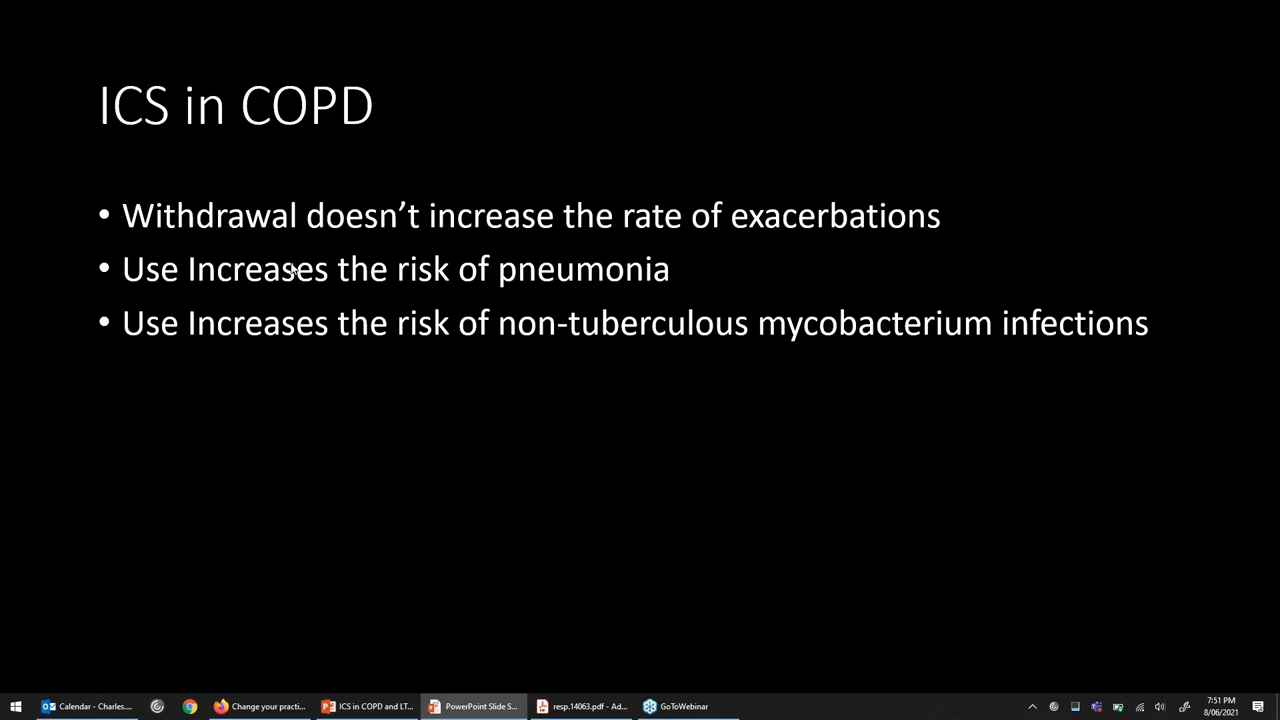 ICS in COPD
• Withdrawal doesn’t increase the rate of exacerbations
• Use Increases the risk of pneumonia
• Use Increases the risk of non-tuberculous mycobacterium infections
Calendar - Charles.... Change your practi... ICS in COPD and LT... PowerPoint Slide S... resp.14063.pdf - Ad... GoToWebinar 7:51 PM
8/06/2021